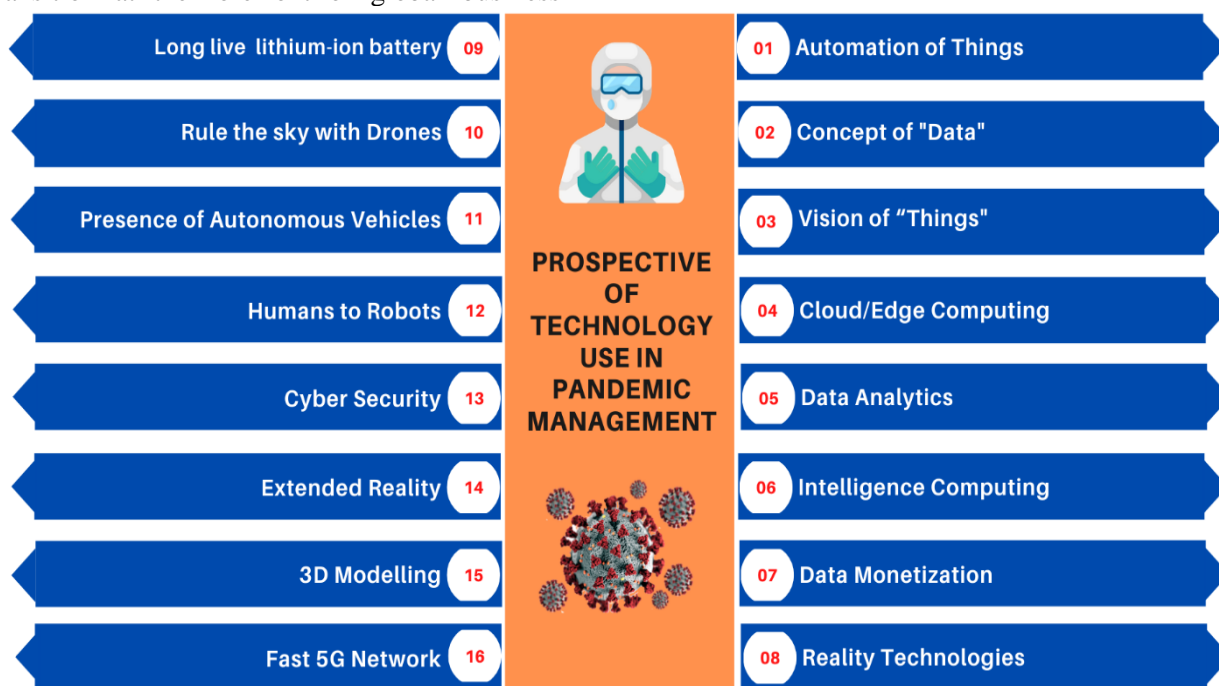 Long live lithium-ion battery 09
Rule the sky with Drones 10
Presence of Autonomous Vehicles 11
Humans to Robots 12
Cyber Security 13
Extended Reality 14
3D Modelling 15
Fast 5G Network 16
PROSPECTIVE
OF
TECHNOLOGY
USE IN
PANDEMIC
MANAGEMENT
01 Automation of Things
02 Concept of "Data"
03 Vision of “Things"
04 Cloud/Edge Computing
05 Data Analytics
06 Intelligence Computing
07 Data Monetization
08 Reality Technologies